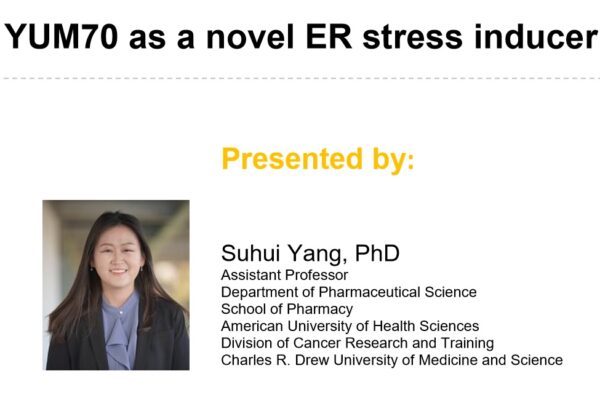 YUM70 as a novel ER stress inducer
Presented by:
Suhui Yang, PhD
Assistant Professor
Department of Pharmaceutical Science
School of Pharmacy
American University of Health Sciences
Division of Cancer Research and Training
Charles R. Drew University of Medicine and Science